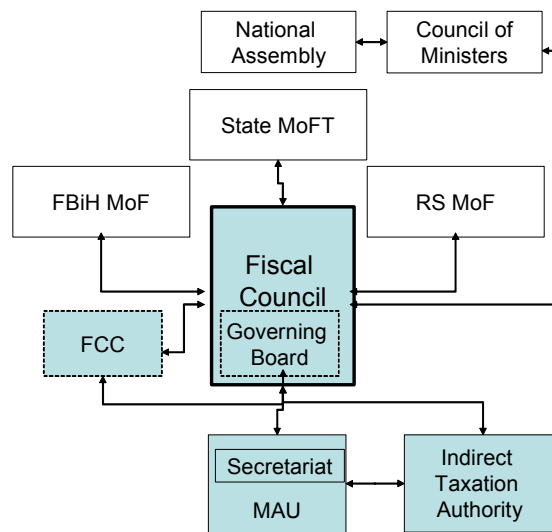 National
Assembly
Council of
Ministers
State MoFT
FBiH MoF
RS MoF
Fiscal
Council
Governing
Board
FCC
Secretariat
MAU
Indirect
Taxation
Authority